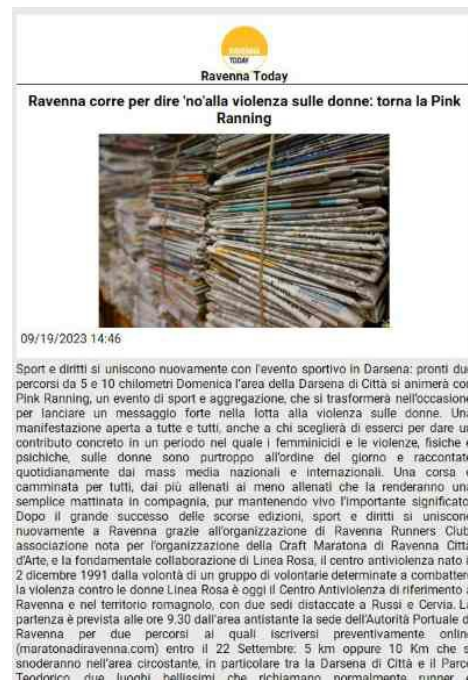 RAVENNA
TODAY
Ravenna Today
Ravenna corre per dire 'no'alla violenza sulle donne: torna la Pink
Ranning
09/19/2023 14:46
Sport e diritti si uniscono nuovamente con l'evento sportivo in Darsena: pronti du
percorsi da 5 e 10 chilometri Domenica l'area della Darsena di Città si animerà co
Pink Ranning, un evento di sport e aggregazione, che si trasformerà nell'occasione
per lanciare un messaggio forte nella lotta alla violenza sulle donne. Un
manifestazione aperta a tutte e tutti, anche a chi sceglierà di esserci per dare u
contributo concreto in un periodo nel quale i femminicidi e le violenze, fisiche
psichiche, sulle donne sono purtroppo all'ordine del giorno e raccontat
quotidianamente dai mass media nazionali e internazionali. Una corsa
camminata per tutti, dai più allenati ai meno allenati che la renderanno un
semplice mattinata in compagnia, pur mantenendo vivo l'importante significato
Dopo il grande successo delle scorse edizioni, sport e diritti si uniscon
nuovamente a Ravenna grazie all'organizzazione di Ravenna Runners Club
associazione nota per l'organizzazione della Craft Maratona di Ravenna Citt
d'Arte, e la fondamentale collaborazione di Linea Rosa, il centro antiviolenza nato i
2 dicembre 1991 dalla volontà di un gruppo di volontarie determinate a combatter
la violenza contro le donne Linea Rosa è oggi il Centro Antiviolenza di riferimento
Ravenna e nel territorio romagnolo, con due sedi distaccate a Russi e Cervia. L
partenza è prevista alle ore 9.30 dall'area antistante la sede dell'Autorità Portuale d
Ravenna per due percorsi ai quali iscriversi preventivamente online
(maratonadiravenna.com) entro il 22 Settembre: 5 km oppure 10 Km che s
snoderanno nell'area circostante, in particolare tra la Darsena di Città e il Parc
Teodorico, due luoghi bellissimi che richiamano normalmente runner